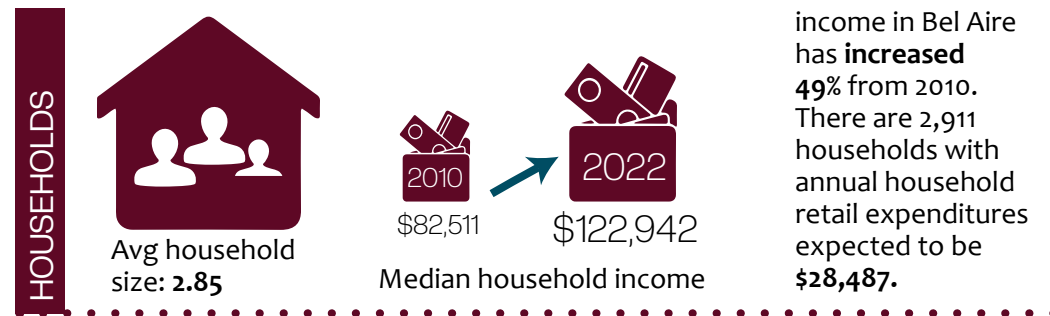 HOUSEHOLDS
Avg household
size: 2.85
2010
$82,511
2022
$122,942
Median household income
income in Bel Aire
has increased
49% from 2010.
There are 2,911
households with
annual household
retail expenditures
expected to be
$28,487.